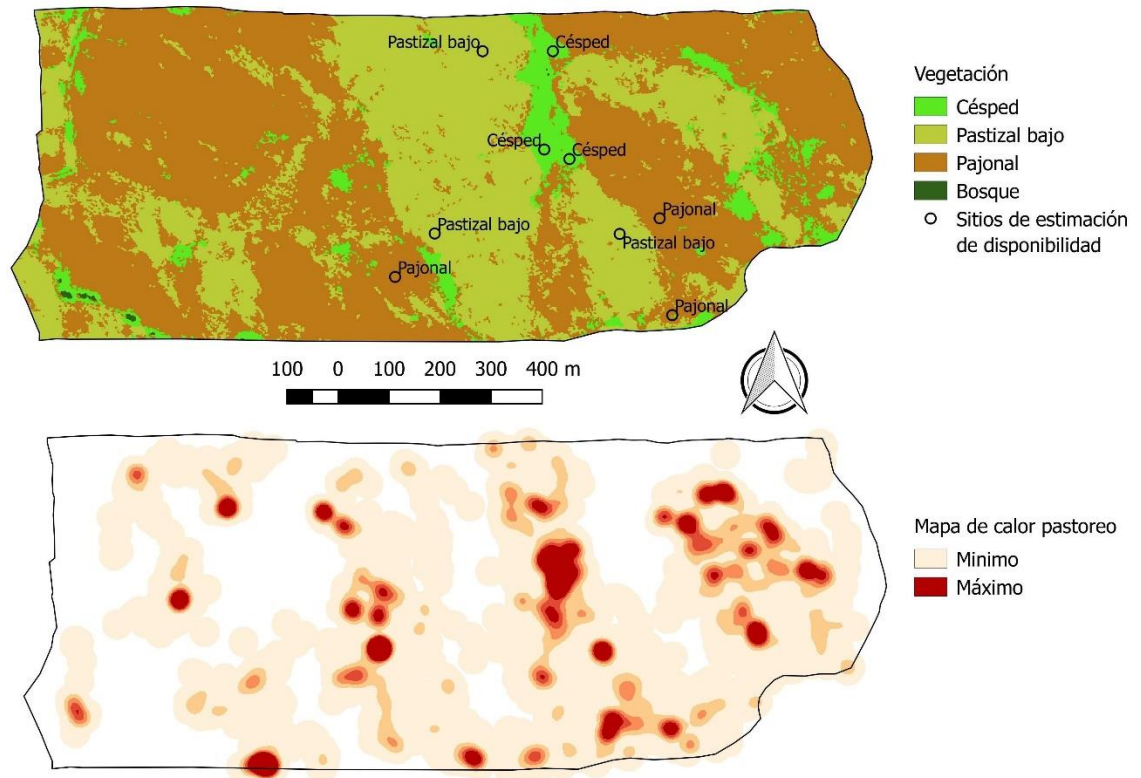 Pastizal bajo
Césped
Césped
Césped
Pastizal bajo
Pajonal
Pastizal bajo
Pajonal
Pajonal
Vegetación
Césped
Pastizal bajo
Pajonal
Bosque
Sitios de estimación
de disponibilidad
100 0 100 200 300 400 m
Mapa de calor pastoreo
Minimo
Máximo